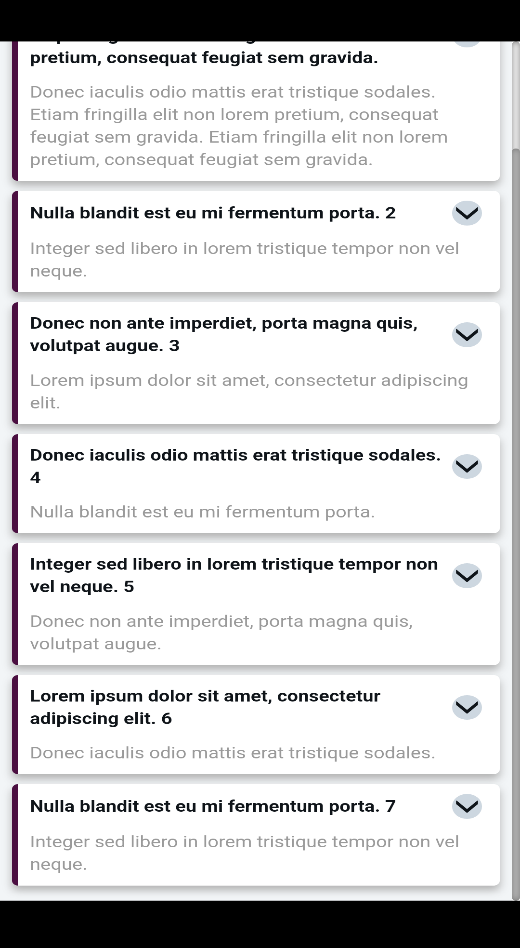 pretium, consequat feugiat sem gravida.
Donec iaculis odio mattis erat tristique sodales.
Etiam fringilla elit non lorem pretium, consequat
feugiat sem gravida. Etiam fringilla elit non lorem
pretium, consequat feugiat sem gravida.
Nulla blandit est eu mi fermentum porta. 2
Integer sed libero in lorem tristique tempor non vel
neque.
Donec non ante imperdiet, porta magna quis,
volutpat augue. 3
Lorem ipsum dolor sit amet, consectetur adipiscing
elit.
Donec iaculis odio mattis erat tristique sodales.
4
Nulla blandit est eu mi fermentum porta.
Integer sed libero in lorem tristique tempor non
vel neque. 5
Donec non ante imperdiet, porta magna quis,
volutpat augue.
Lorem ipsum dolor sit amet, consectetur
adipiscing elit. 6
Donec iaculis odio mattis erat tristique sodales.
Nulla blandit est eu mi fermentum porta. 7
Integer sed libero in lorem tristique tempor non vel
neque.